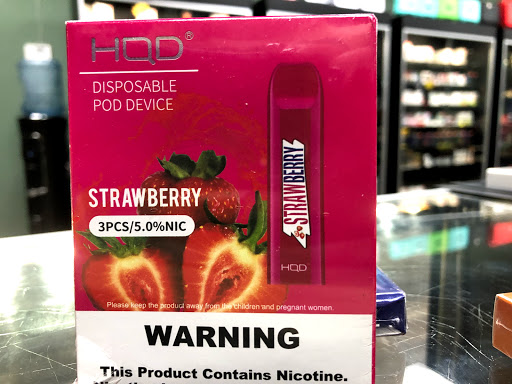 HQD®
DISPOSABLE
POD DEVICE
STRAWBERRY
STRAWBERRY
3PCS/5.0%NIC
HQD
Please keep the product away from the children and pregnant women.
WARNING
This Product Contains Nicotine.